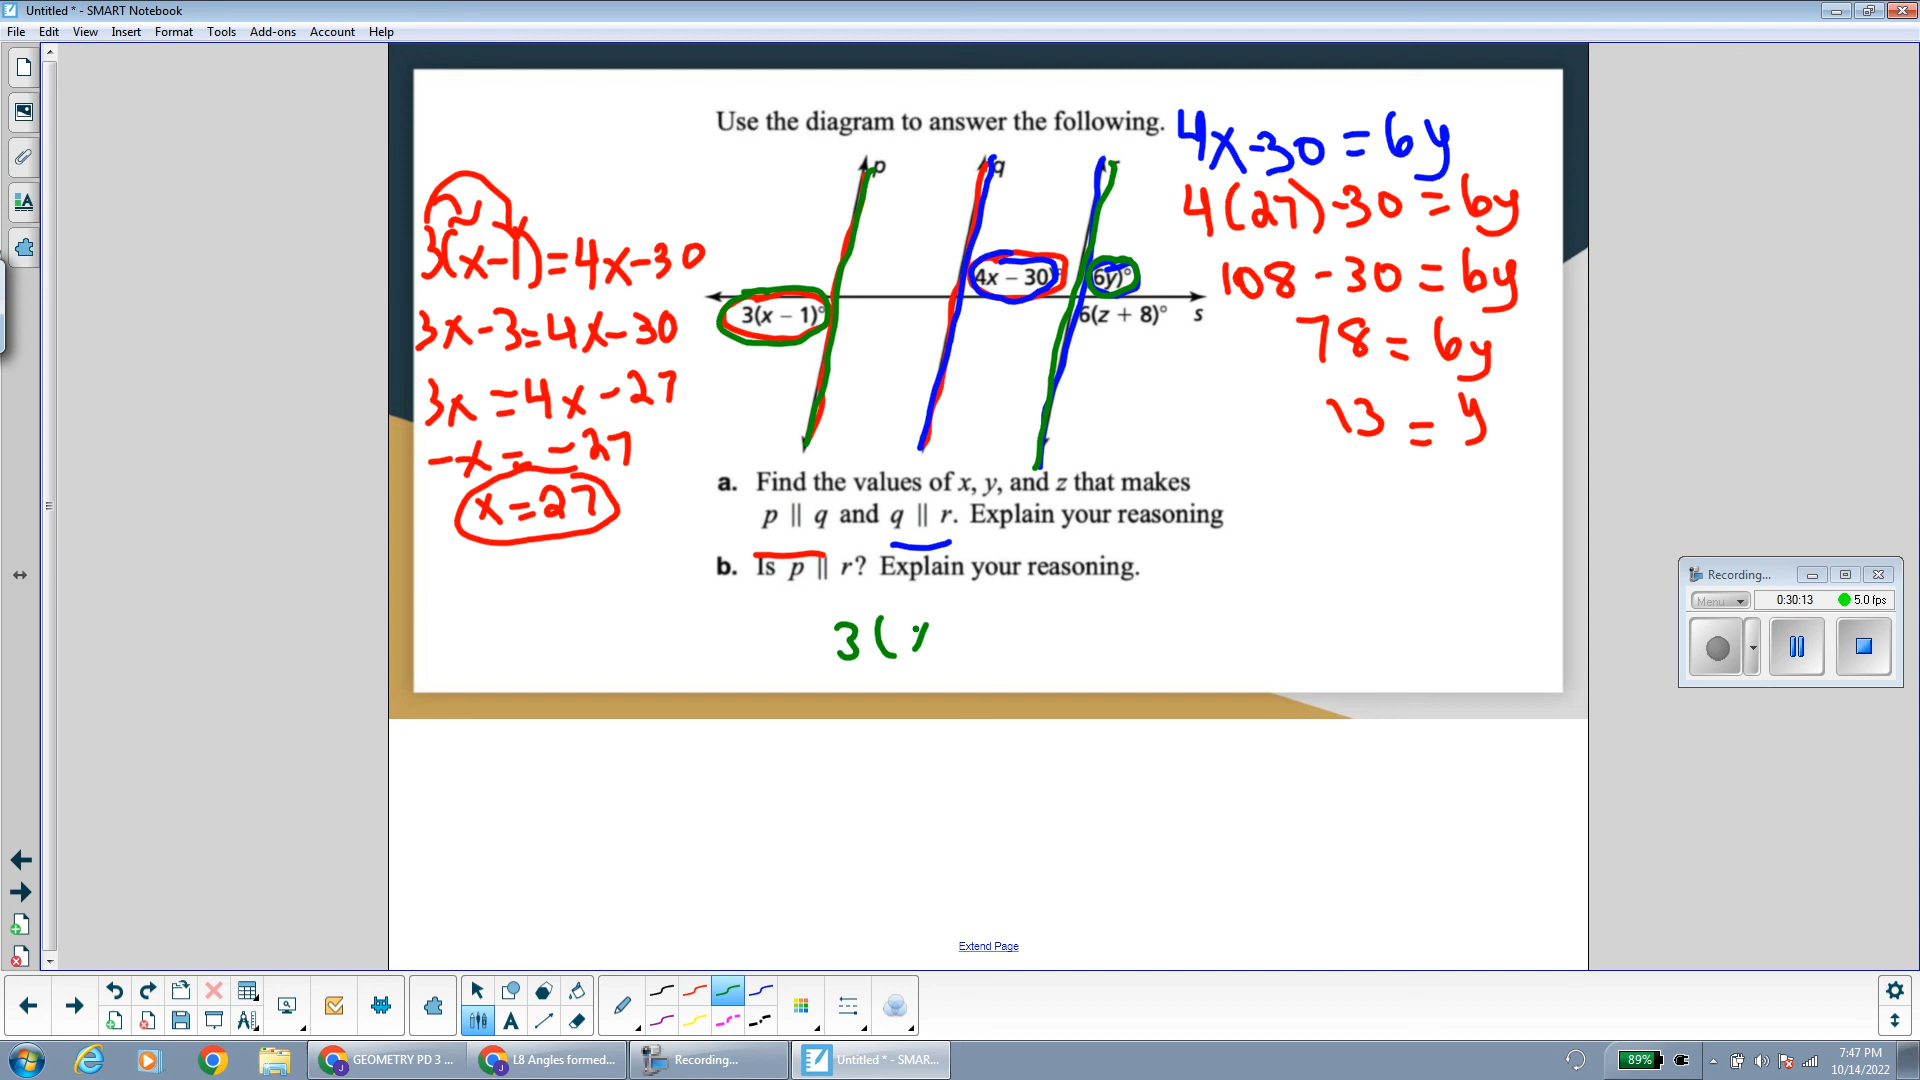 Untitled * - SMART Notebook
File Edit View Insert Format Tools Add-ons Account Help
Use the diagram to answer the following.
p
q
4x – 30)
6y)°
3(x – 1)°
6(z + 8)° s
a. Find the values of x, y, and z that makes
p || q and q || r. Explain your reasoning
b. Is p || r? Explain your reasoning.
3(x-1)=4x-30
3x-3=4x-30
3x=4x-27
-x=-27
x=27
4x-30=6y
4(27)-30=6y
108-30=6y
78=6y
13=y
3(x
Extend Page
Recording...
Menu 0:30:13 5.0 fps
GEOMETRY PD 3 ...
L8 Angles formed...
Recording...
Untitled * - SMAR...
89%
7:47 PM
10/14/2022